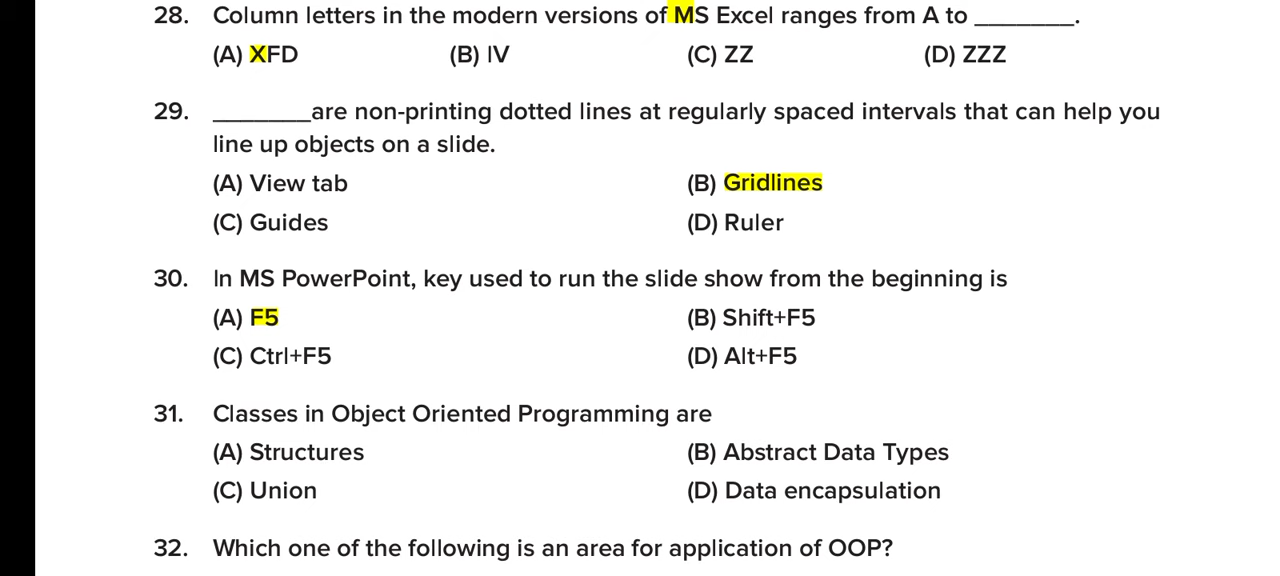 28. Column letters in the modern versions of MS Excel ranges from A to ________.
(A) XFD (B) IV (C) ZZ (D) ZZZ
29. ________are non-printing dotted lines at regularly spaced intervals that can help you
line up objects on a slide.
(A) View tab (B) Gridlines
(C) Guides (D) Ruler
30. In MS PowerPoint, key used to run the slide show from the beginning is
(A) F5 (B) Shift+F5
(C) Ctrl+F5 (D) Alt+F5
31. Classes in Object Oriented Programming are
(A) Structures (B) Abstract Data Types
(C) Union (D) Data encapsulation
32. Which one of the following is an area for application of OOP?